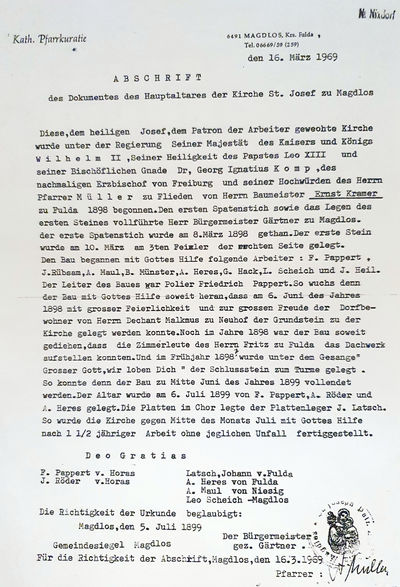 Nr Nixdorf
Kath. Pfarrkuratie
6491 MAGDLOS, Krs. Fulda
Tel. 06669/58 (259)
den 16. März 1969
A B S C H R I F T
des Dokumentes des Hauptaltares der Kirche St. Josef zu Magdlos
Diese,dem heiligen Josef,dem Patron der Arbeiter geweohte Kirche
wurde unter der Regierung Seiner Majestät des Kaisers und Königs
W i l h e l m II ,Seiner Heiligkeit des Papstes Leo XIII und
seiner Bischöflichen Gnade Dr, Georg Ignatius K o m p ,des
nachmaligen Erzbischof von Freiburg und seiner Hochwürden des Herrn
Pfarrer M ü l l e r zu Flieden von Herrn Baumeister Ernst Kramer
zu Fulda 1898 begonnen.Den ersten Spatenstich sowie das Legen des
ersten Steines vollführte Herr Bürgermeister Gärtner zu Magdlos.
der erste Spatenstich wurde am 8.März 1898 gethan.Der erste Stein
wurde am 10. März am 3ten Feimler der rechten Seite gelegt.
Den Bau begannen mit Gottes Hilfe folgende Arbeiter : F. Pappert ,
J.Rübsam,A. Maul,B. Münster,A. Heres,G. Hack,L. Scheich und J. Heil.
Der Leiter des Baues war Polier Friedrich Pappert.So wuchs denn
der Bau mit Gottes Hilfe soweit heran,dass am 6. Juni des Jahres
1898 mit grosser Feierlichkeit und zur grossen Freude der Dorfbe-
wohner von Herrn Dechant Malkmus zu Neuhof der Grundstein zu der
Kirche gelegt werden konnte.Noch im Jahre 1898 war der Bau soweit
gediehen,dass die Zimmerleute des Herrn Fritz zu Fulda das Dachwerk
aufstellen konnten.Und im Frühjahr 1898 wurde unter dem Gesange"
Grosser Gott,wir loben Dich " der Schlussstein zum Turme gelegt .
So konnte denn der Bau zu Mitte Juni des Jahres 1899 vollendet
werden.Der Altar wurde am 6. Juli 1899 von F. Pappert,A. Röder und
A. Heres gelegt.Die Platten im Chor legte der Plattenleger J. Latsch.
So wurde die Kirche gegen Mitte des Monats Juli mit Gottes Hilfe
nach 1 1/2 jähriger Arbeit ohne jeglichen Unfall fertiggestellt.
D e o G r a t i a s
F. Pappert v.Horas Latsch,Johann v.Fulda
J. Röder v.Horas A. Heres von Fulda
A. Maul von Niesig
Leo Scheich -Magdlos
Die Richtigkeit der Urkunde beglaubigt:
Magdlos,den 5. Juli 1899
Der Bürgermeister
Gemeindesiegel Magdlos gez. Gärtner .
Für die Richtigkeit der Abschrift,Magdlos, den 16.3.1969
Pfarrer :